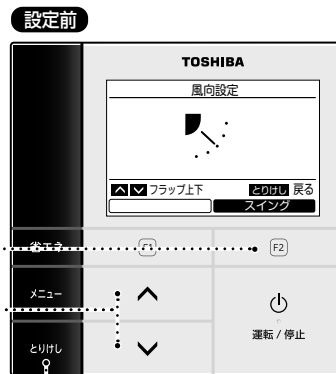 設定前
TOSHIBA
風向設定
フラップ上下 とりけし 戻る
スイング
省エネ F1 F2
メニュー
運転 / 停止
とりけし